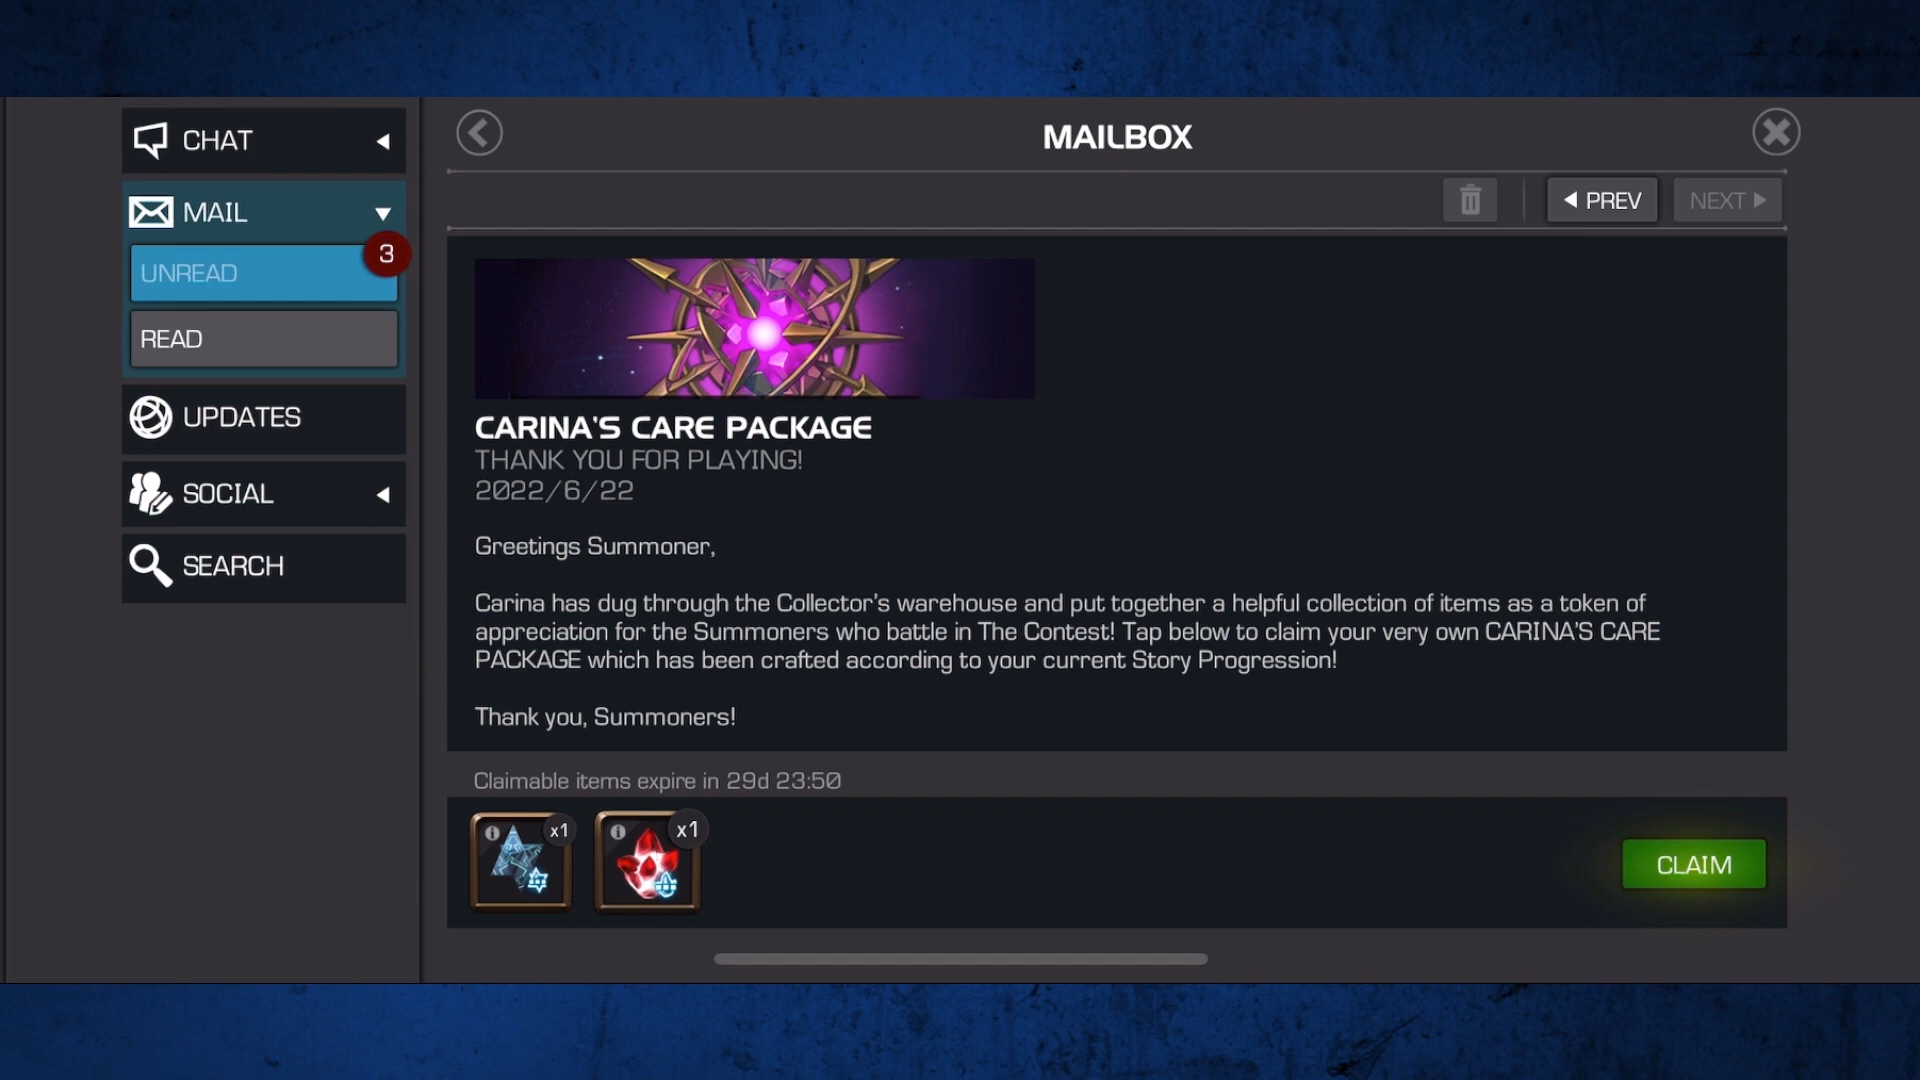 CHAT
MAIL
3
UNREAD
READ
UPDATES
SOCIAL
SEARCH
MAILBOX
PREV
NEXT
CARINA'S CARE PACKAGE
THANK YOU FOR PLAYING!
2022/6/22
Greetings Summoner,
Carina has dug through the Collector's warehouse and put together a helpful collection of items as a token of
appreciation for the Summoners who battle in The Contest! Tap below to claim your very own CARINA'S CARE
PACKAGE which has been crafted according to your current Story Progression!
Thank you, Summoners!
Claimable items expire in 29d 23:50
x1
x1
CLAIM